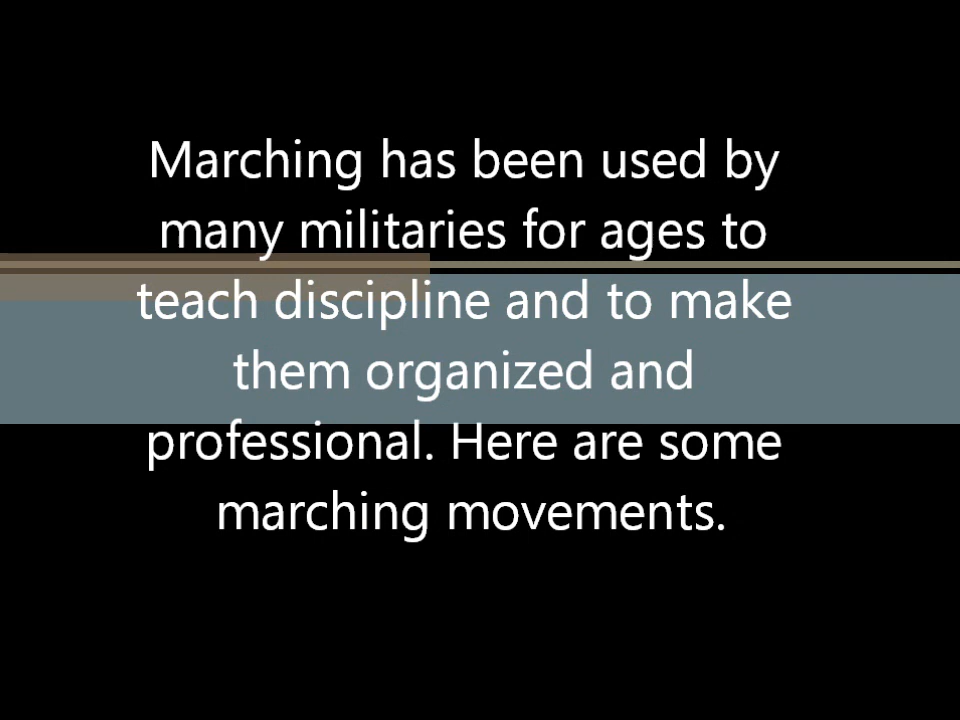 Marching has been used by
many militaries for ages to
teach discipline and to make
them organized and
professional. Here are some
marching movements.